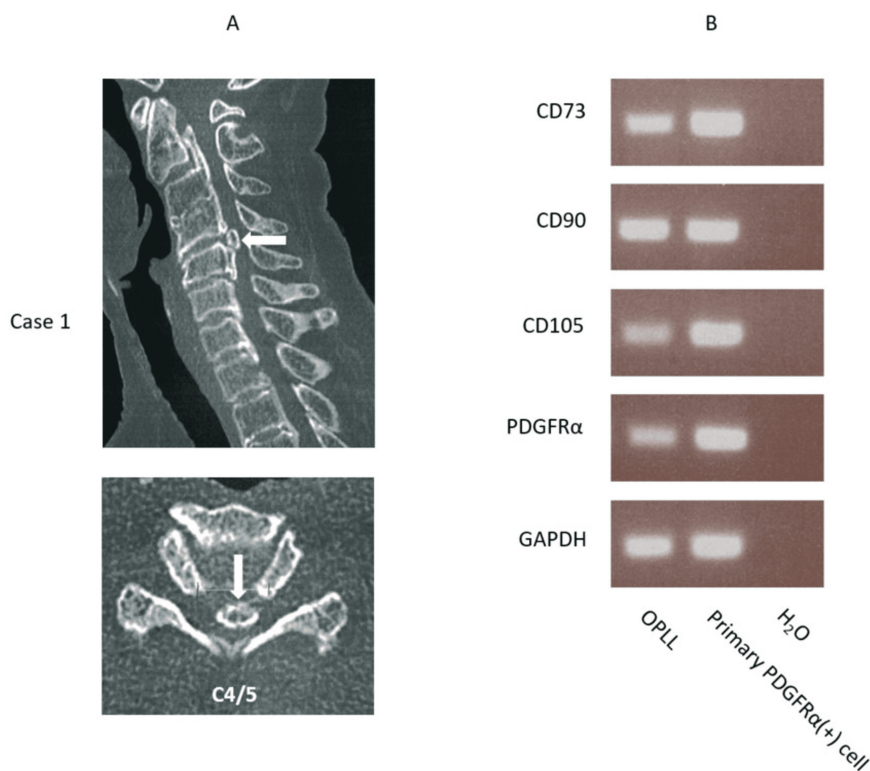 A
B
Case 1
C4/5
CD73
CD90
CD105
PDGFRα
GAPDH
OPLL
Primary PDGFRα(+) cell
H₂O